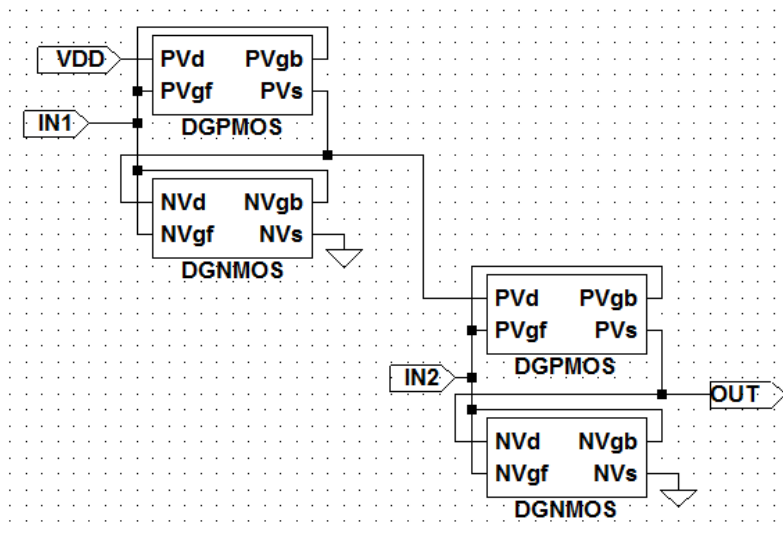 VDD
PVd PVgb
PVgf PVs
DGPMOS
IN1
NVd NVgb
NVgf NVs
DGNMOS
PVd PVgb
PVgf PVs
DGPMOS
IN2
OUT
NVd NVgb
NVgf NVs
DGNMOS